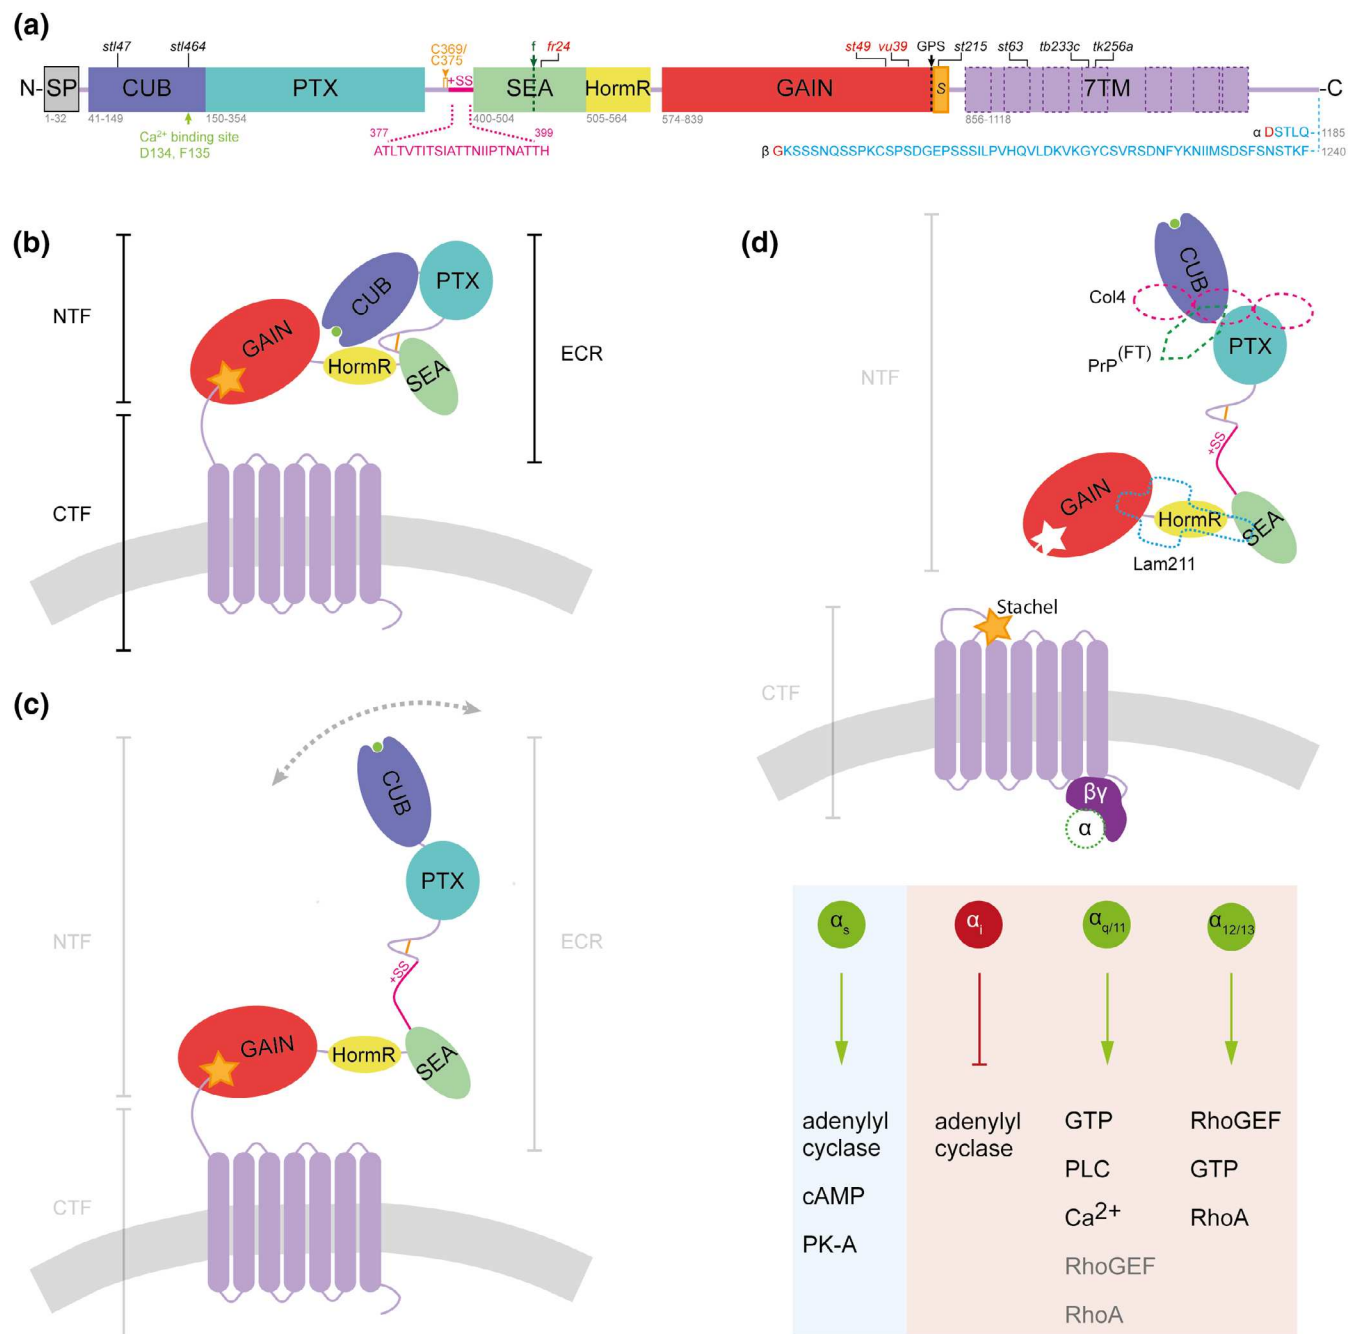 (a)
stl47
stl464
C369/
C375
f
fr24
st49
vu39
GPS
st215
st63
tb233c
tk256a
N-
SP
CUB
PTX
+SS
SEA
HormR
GAIN
S
7TM
-C
1-32
41-149
150-354
400-504
505-564
574-839
856-1118
Ca²⁺ binding site
D134, F135
377
399
ATLTVTITSIATTNIIPTNATTH
α DSTLQ-
1185
β GKSSSNQSSPKCSPSDGEPSSSILPVHQVLDKVKGYCSVRSDNFYKNIIMSDSFSNSTKF-
1240
(b)
NTF
CTF
ECR
GAIN
CUB
PTX
HormR
SEA
(c)
NTF
CTF
ECR
CUB
PTX
+SS
GAIN
HormR
SEA
(d)
NTF
CUB
Col4
PrP(FT)
PTX
+SS
GAIN
HormR
SEA
Lam211
Stachel
CTF
βγ
α
αs
αi
αq/11
α12/13
adenylyl
cyclase
cAMP
PK-A
adenylyl
cyclase
GTP
PLC
Ca2+
RhoGEF
RhoA
RhoGEF
GTP
RhoA